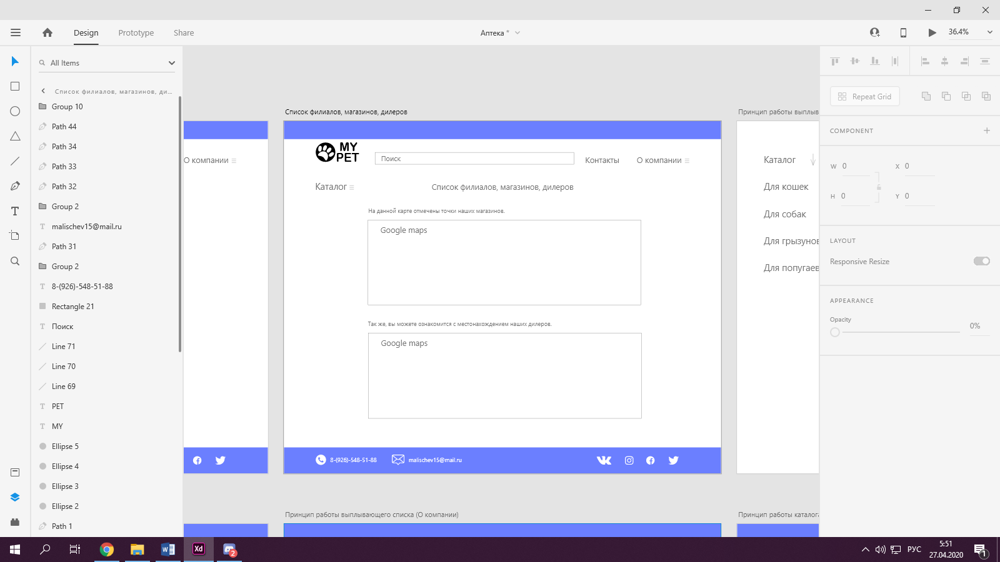 Design
Prototype
Share
Аптека *
36.4%
All Items
Список филиалов, магазинов, ди...
Group 10
Path 44
Path 34
Path 33
Path 32
Group 2
malischev15@mail.ru
Path 31
Group 2
8-(926)-548-51-88
Rectangle 21
Поиск
Line 71
Line 70
Line 69
PET
MY
Ellipse 5
Ellipse 4
Ellipse 3
Ellipse 2
Path 1
О компании
Список филиалов, магазинов, дилеров
MY
PET
Поиск
Контакты
О компании
Каталог
Список филиалов, магазинов, дилеров
На данной карте отмечены точки наших магазинов.
Google maps
Так же, вы можете ознакомится с местонахождением наших дилеров.
Google maps
8-(926)-548-51-88
malischev15@mail.ru
Принцип работы выплывающего списка (О компании)
Принцип работы выплыв
Каталог
Для кошек
Для собак
Для грызунов
Для попугаев
Принцип работы каталога
Repeat Grid
COMPONENT
W 0
X 0
H 0
Y 0
LAYOUT
Responsive Resize
APPEARANCE
Opacity
0%
Xd
2
РУС
5:51
27.04.2020
1